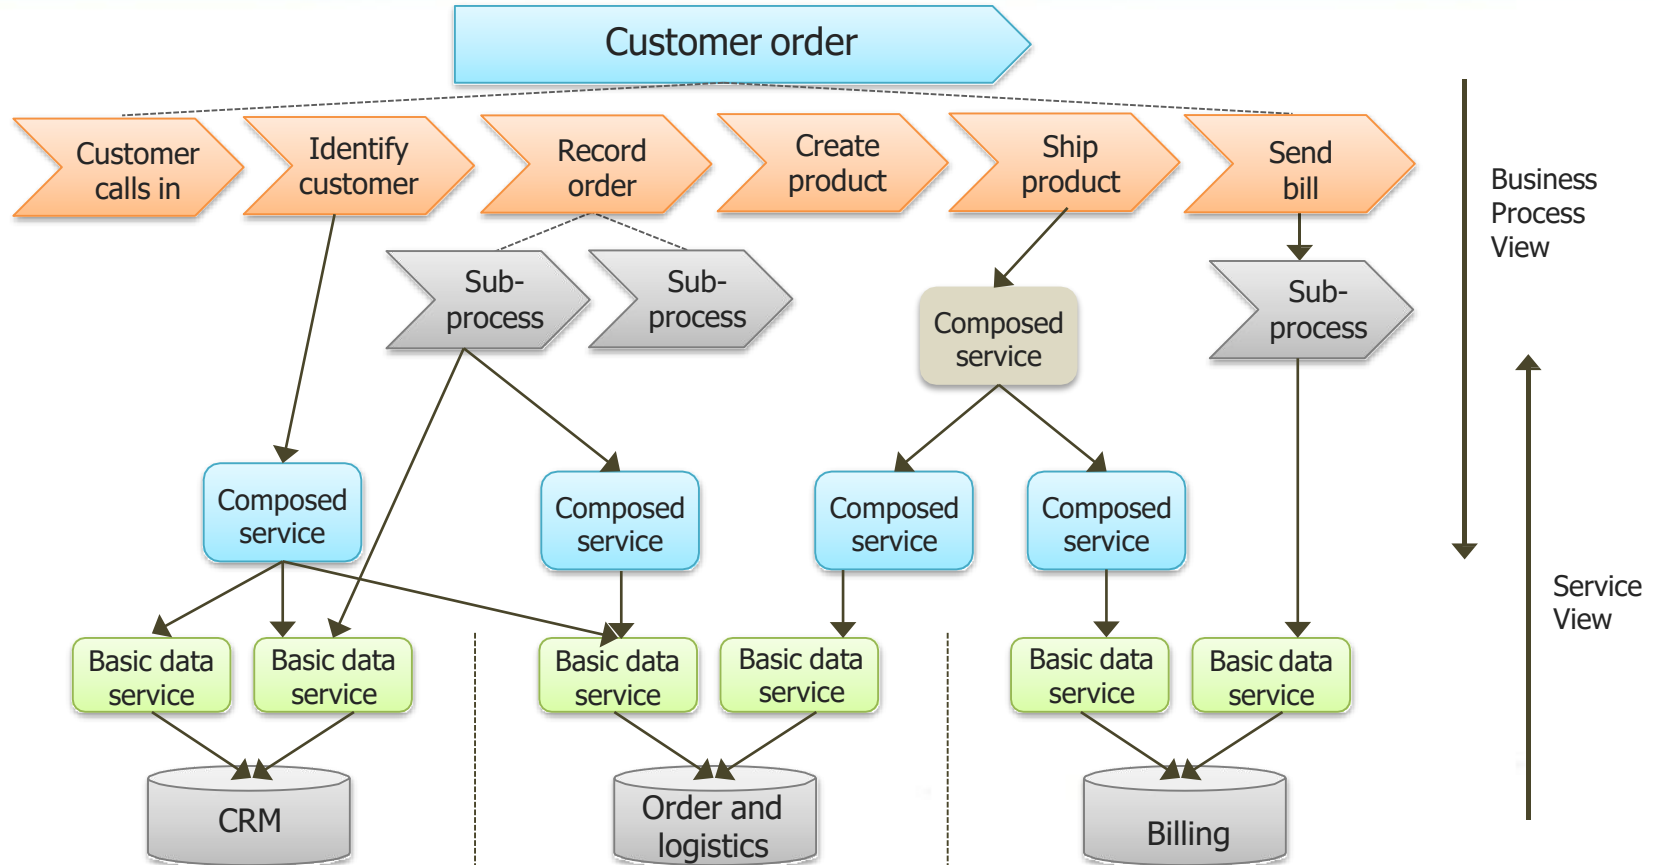 Customer order
Customer
calls in
Identify
customer
Record
order
Create
product
Ship
product
Send
bill
Business
Process
View
Sub-
process
Sub-
process
Composed
service
Sub-
process
Composed
service
Composed
service
Composed
service
Composed
service
Service
View
Basic data
service
Basic data
service
Basic data
service
Basic data
service
Basic data
service
Basic data
service
CRM
Order and
logistics
Billing